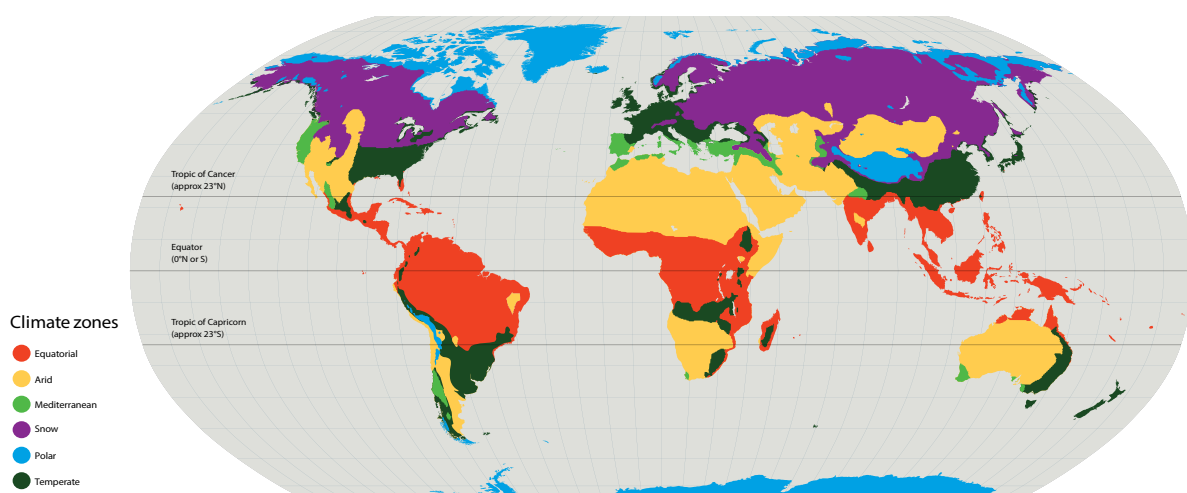 Tropic of Cancer
(approx 23°N)
Equator
(0°N or S)
Tropic of Capricorn
(approx 23°S)
Climate zones
Equatorial
Arid
Mediterranean
Snow
Polar
Temperate